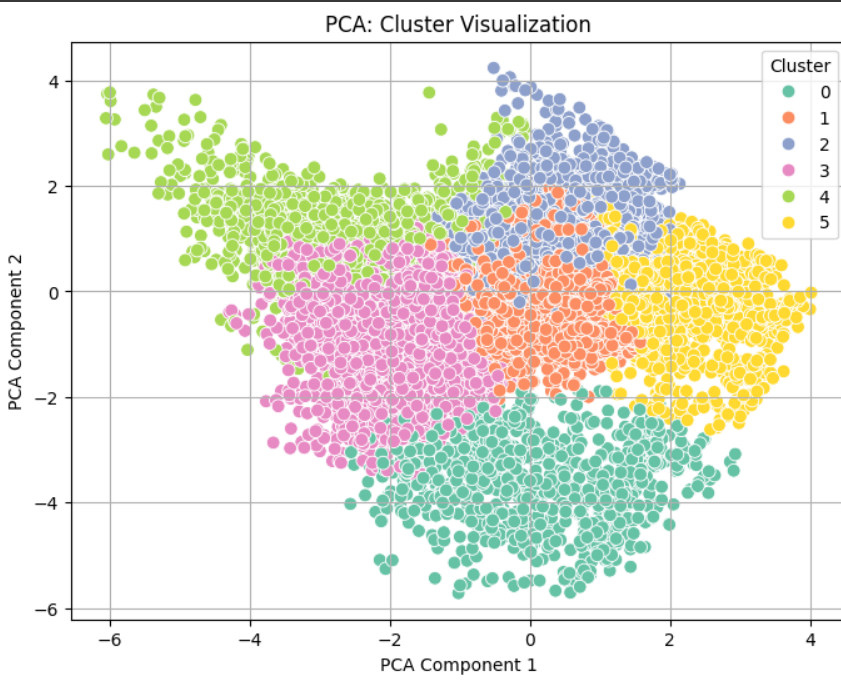 PCA: Cluster Visualization
Cluster
0
1
2
3
4
5
4
2
0
−2
−4
−6
PCA Component 2
−6 −4 −2 0 2 4
PCA Component 1